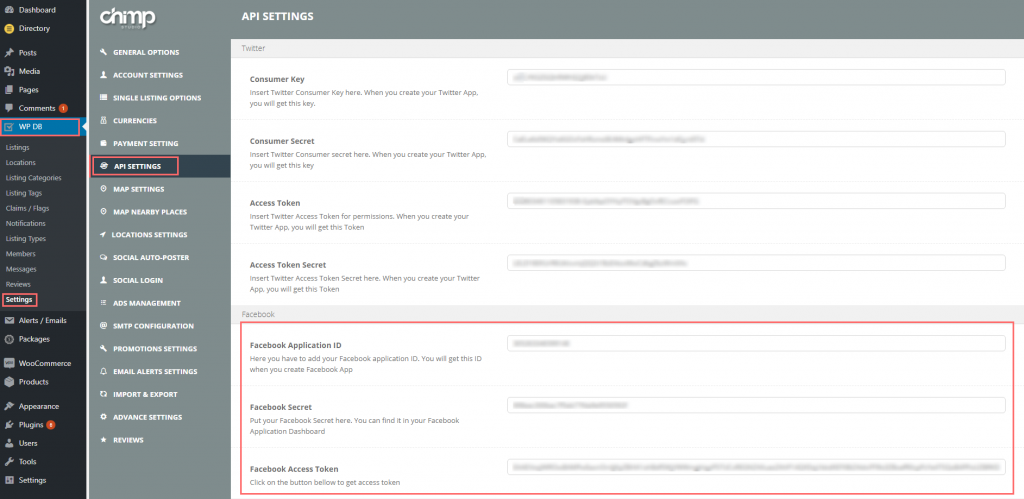 Dashboard
Directory
Posts
Media
Pages
Comments 1
WP DB
Listings
Locations
Listing Categories
Listing Tags
Claims / Flags
Notifications
Listing Types
Members
Messages
Reviews
Settings
Alerts / Emails
Packages
WooCommerce
Products
Appearance
Plugins 8
Users
Tools
Settings
chimp
GENERAL OPTIONS
ACCOUNT SETTINGS
SINGLE LISTING OPTIONS
CURRENCIES
PAYMENT SETTING
API SETTINGS
MAP SETTINGS
MAP NEARBY PLACES
LOCATIONS SETTINGS
SOCIAL AUTO-POSTER
SOCIAL LOGIN
ADS MANAGEMENT
SMTP CONFIGURATION
PROMOTIONS SETTINGS
EMAIL ALERTS SETTINGS
IMPORT & EXPORT
ADVANCE SETTINGS
REVIEWS
API SETTINGS
Twitter
Consumer Key
Insert Twitter Consumer Key here. When you create your Twitter App,
you will get this key.
Consumer Secret
Insert Twitter Consumer secret here. When you create your Twitter App,
you will get this key
Access Token
Insert Twitter Access Token for permissions. When you create your
Twitter App, you will get this Token
Access Token Secret
Insert Twitter Access Token Secret here. When you create your Twitter
App, you will get this Token
Facebook
Facebook Application ID
Here you have to add your Facebook application ID. You will get this ID
when you create Facebook App
Facebook Secret
Put your Facebook Secret here. You can find it in your Facebook
Application Dashboard
Facebook Access Token
Click on the button bellow to get access token